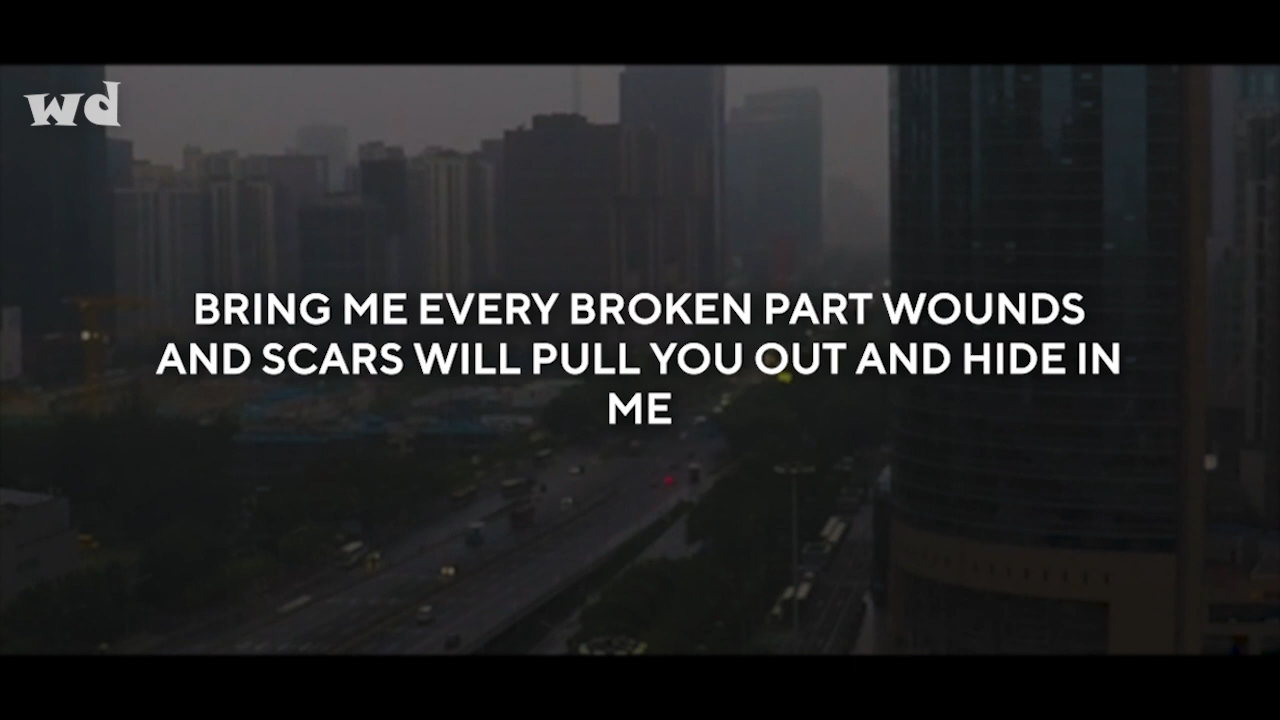 wd
BRING ME EVERY BROKEN PART WOUNDS
AND SCARS WILL PULL YOU OUT AND HIDE IN
ME